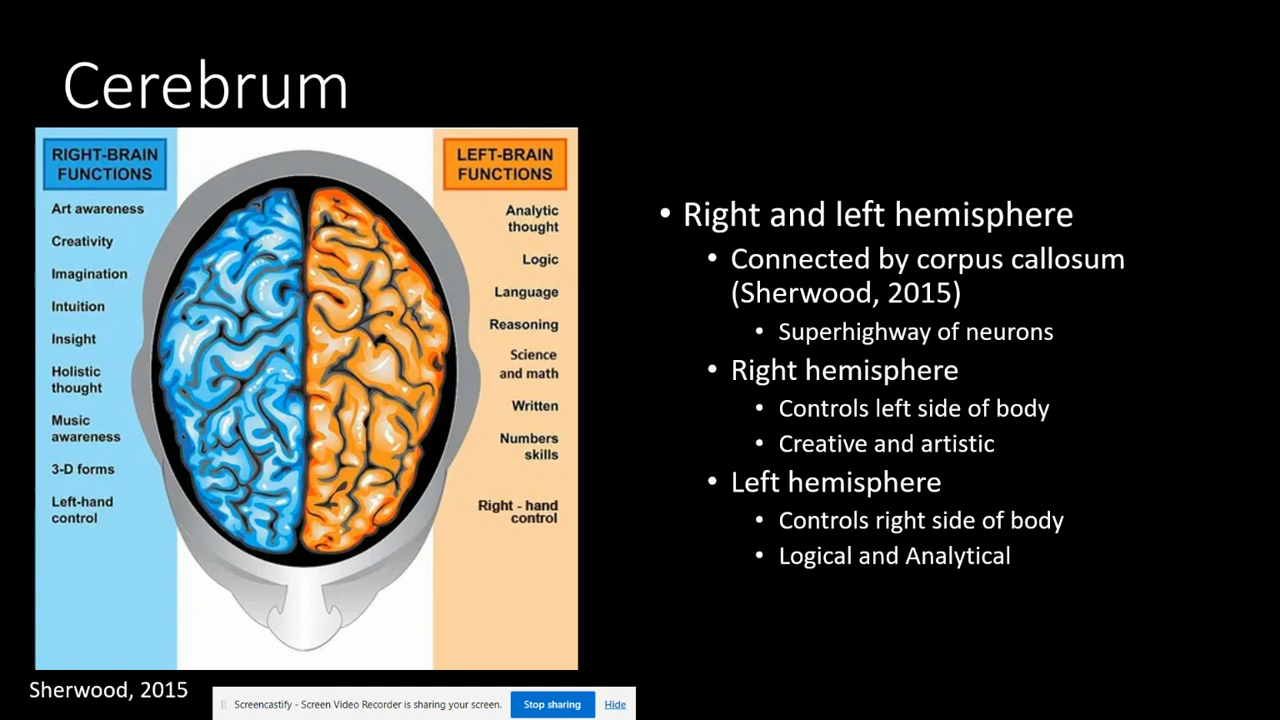 Cerebrum
RIGHT-BRAIN
FUNCTIONS
Art awareness
Creativity
Imagination
Intuition
Insight
Holistic
thought
Music
awareness
3-D forms
Left-hand
control
LEFT-BRAIN
FUNCTIONS
Analytic
thought
Logic
Language
Reasoning
Science
and math
Written
Numbers
skills
Right - hand
control
Sherwood, 2015
• Right and left hemisphere
• Connected by corpus callosum
(Sherwood, 2015)
• Superhighway of neurons
• Right hemisphere
• Controls left side of body
• Creative and artistic
• Left hemisphere
• Controls right side of body
• Logical and Analytical
Screencastify - Screen Video Recorder is sharing your screen. Stop sharing Hide